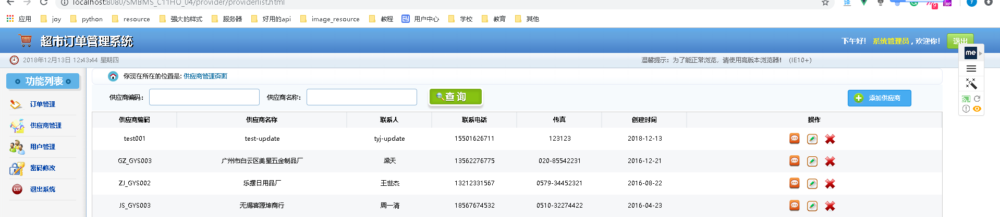 localhost:8080/SMBMS_C11HO_04/provider/providerlist.html
译
9
RP
y
应用 joy python resource 强大的样式 服务器 好用的api image_resource 教程 用户中心 学校 教育 其他
超市订单管理系统
下午好！ 系统管理员，欢迎你！ 退出
2018年12月13日 12:43:44 星期四
温馨提示：为了能正常浏览，请使用高版本浏览器！（IE10+）
me
功能列表
你现在所在的位置是: 供应商管理页面
订单管理
供应商管理
用户管理
密码修改
EXIT 退出系统
供应商编码： 供应商名称： 查 询 添加供应商
供应商编码 供应商名称 联系人 联系电话 传真 创建时间 操作
test001 test-update tyj-update 15501626711 123123 2018-12-13
GZ_GYS003 广州市白云区美星五金制品厂 梁天 13562276775 020-85542231 2016-12-21
ZJ_GYS002 乐摆日用品厂 王世杰 13212331567 0579-34452321 2016-08-22
JS_GYS003 无锡喜源坤商行 周一清 18567674532 0510-32274422 2016-04-23